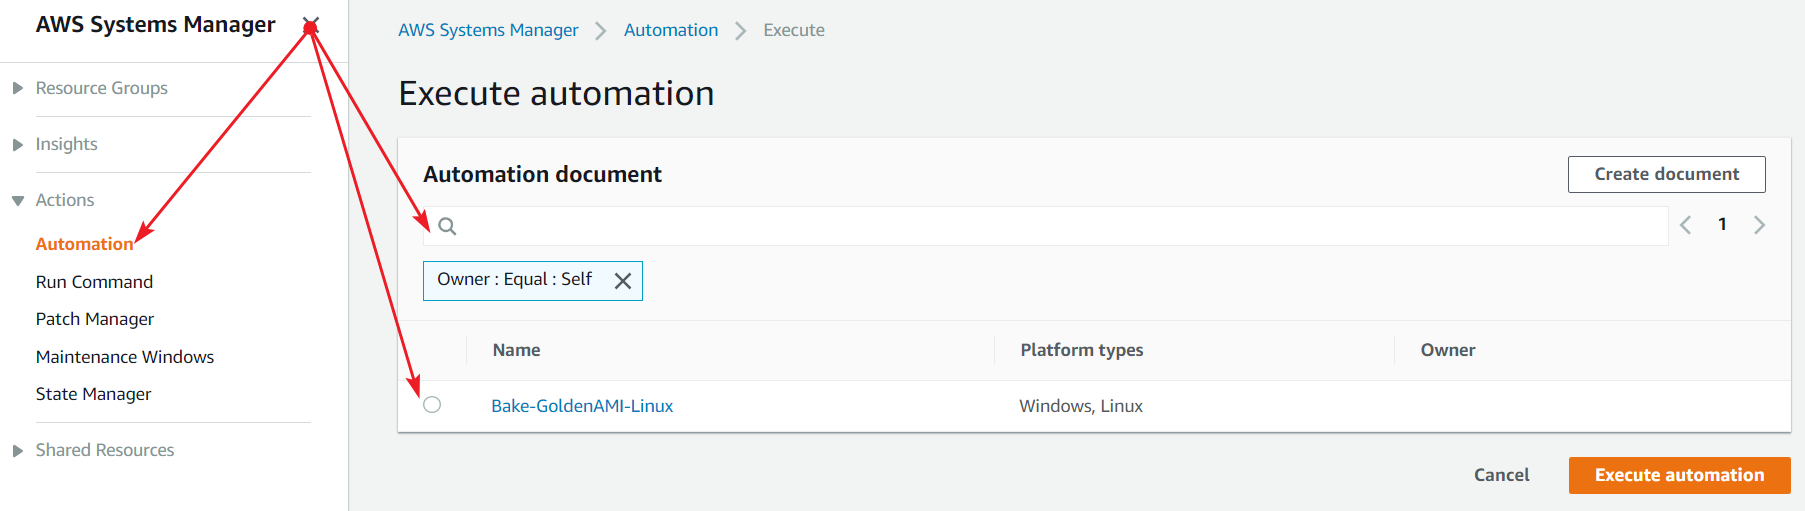 AWS Systems Manager
Resource Groups
Insights
Actions
Automation
Run Command
Patch Manager
Maintenance Windows
State Manager
Shared Resources
AWS Systems Manager > Automation > Execute
Execute automation
Automation document
Create document
1
Owner : Equal : Self
Name Platform types Owner
Bake-GoldenAMI-Linux Windows, Linux
Cancel Execute automation